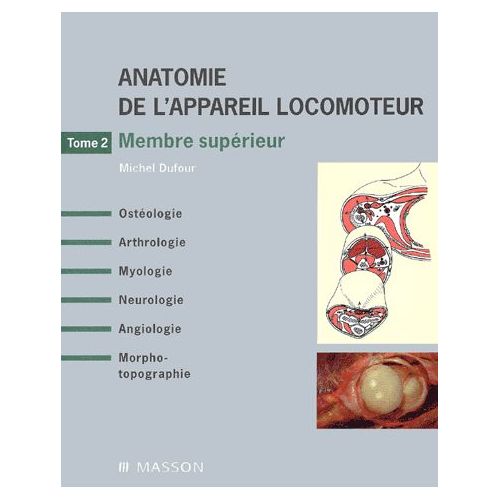 ANATOMIE
DE L'APPAREIL LOCOMOTEUR
Tome 2 Membre supérieur
Michel Dufour
Ostéologie
Arthrologie
Myologie
Neurologie
Angiologie
Morpho-
topographie
MASSON